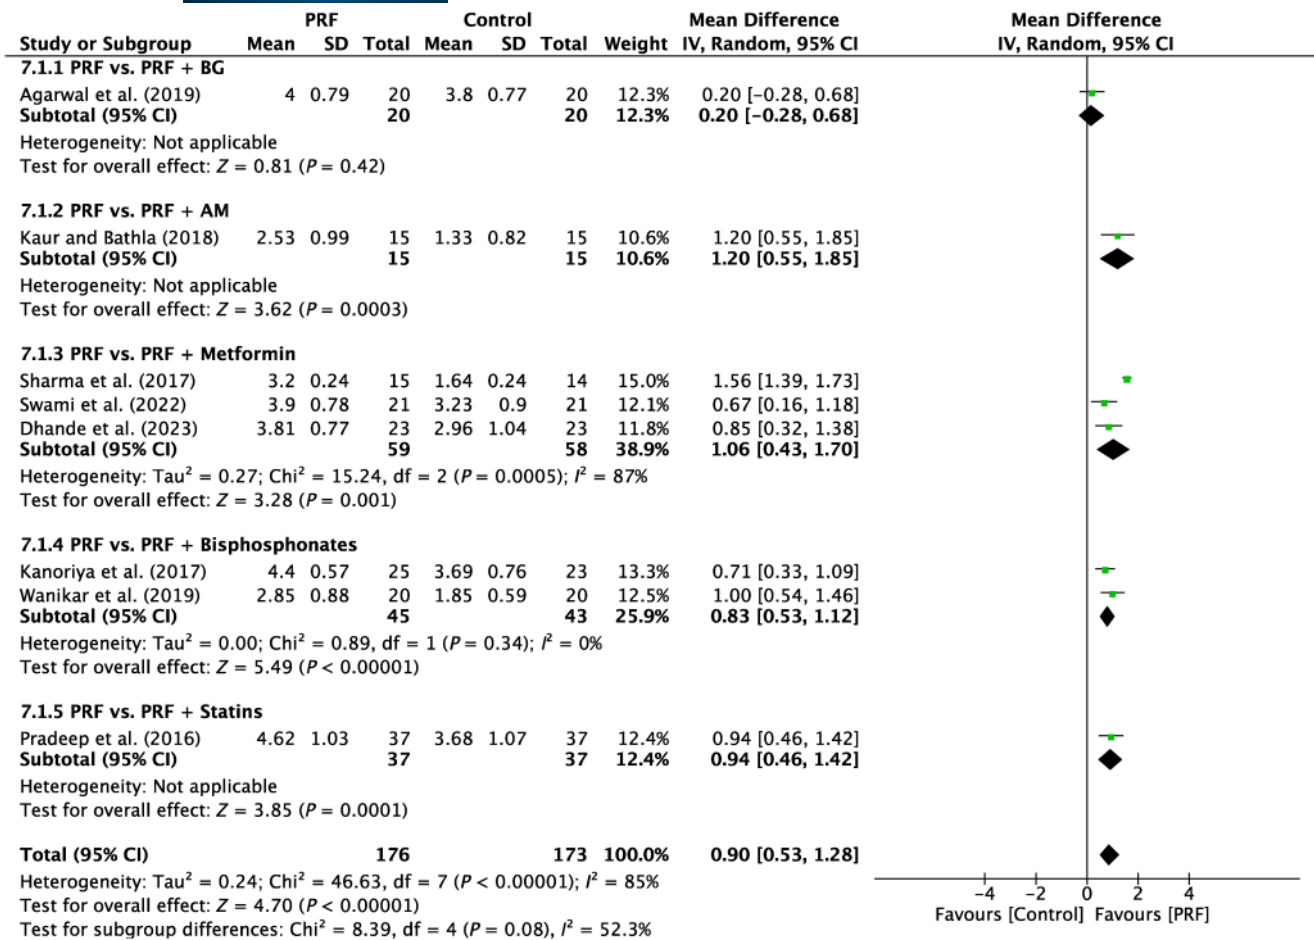 PRF Control Mean Difference Mean Difference
Study or Subgroup Mean SD Total Mean SD Total Weight IV, Random, 95% CI IV, Random, 95% CI
7.1.1 PRF vs. PRF + BG
Agarwal et al. (2019) 4 0.79 20 3.8 0.77 20 12.3% 0.20 [−0.28, 0.68]
Subtotal (95% CI) 20 20 12.3% 0.20 [−0.28, 0.68]
Heterogeneity: Not applicable
Test for overall effect: Z = 0.81 (P = 0.42)
7.1.2 PRF vs. PRF + AM
Kaur and Bathla (2018) 2.53 0.99 15 1.33 0.82 15 10.6% 1.20 [0.55, 1.85]
Subtotal (95% CI) 15 15 10.6% 1.20 [0.55, 1.85]
Heterogeneity: Not applicable
Test for overall effect: Z = 3.62 (P = 0.0003)
7.1.3 PRF vs. PRF + Metformin
Sharma et al. (2017) 3.2 0.24 15 1.64 0.24 14 15.0% 1.56 [1.39, 1.73]
Swami et al. (2022) 3.9 0.78 21 3.23 0.9 21 12.1% 0.67 [0.16, 1.18]
Dhande et al. (2023) 3.81 0.77 23 2.96 1.04 23 11.8% 0.85 [0.32, 1.38]
Subtotal (95% CI) 59 58 38.9% 1.06 [0.43, 1.70]
Heterogeneity: Tau² = 0.27; Chi² = 15.24, df = 2 (P = 0.0005); I² = 87%
Test for overall effect: Z = 3.28 (P = 0.001)
7.1.4 PRF vs. PRF + Bisphosphonates
Kanoriya et al. (2017) 4.4 0.57 25 3.69 0.76 23 13.3% 0.71 [0.33, 1.09]
Wanikar et al. (2019) 2.85 0.88 20 1.85 0.59 20 12.5% 1.00 [0.54, 1.46]
Subtotal (95% CI) 45 43 25.9% 0.83 [0.53, 1.12]
Heterogeneity: Tau² = 0.00; Chi² = 0.89, df = 1 (P = 0.34); I² = 0%
Test for overall effect: Z = 5.49 (P < 0.00001)
7.1.5 PRF vs. PRF + Statins
Pradeep et al. (2016) 4.62 1.03 37 3.68 1.07 37 12.4% 0.94 [0.46, 1.42]
Subtotal (95% CI) 37 37 12.4% 0.94 [0.46, 1.42]
Heterogeneity: Not applicable
Test for overall effect: Z = 3.85 (P = 0.0001)
Total (95% CI) 176 173 100.0% 0.90 [0.53, 1.28]
Heterogeneity: Tau² = 0.24; Chi² = 46.63, df = 7 (P < 0.00001); I² = 85%
Test for overall effect: Z = 4.70 (P < 0.00001)
Test for subgroup differences: Chi² = 8.39, df = 4 (P = 0.08), I² = 52.3%
−4 −2 0 2 4
Favours [Control] Favours [PRF]